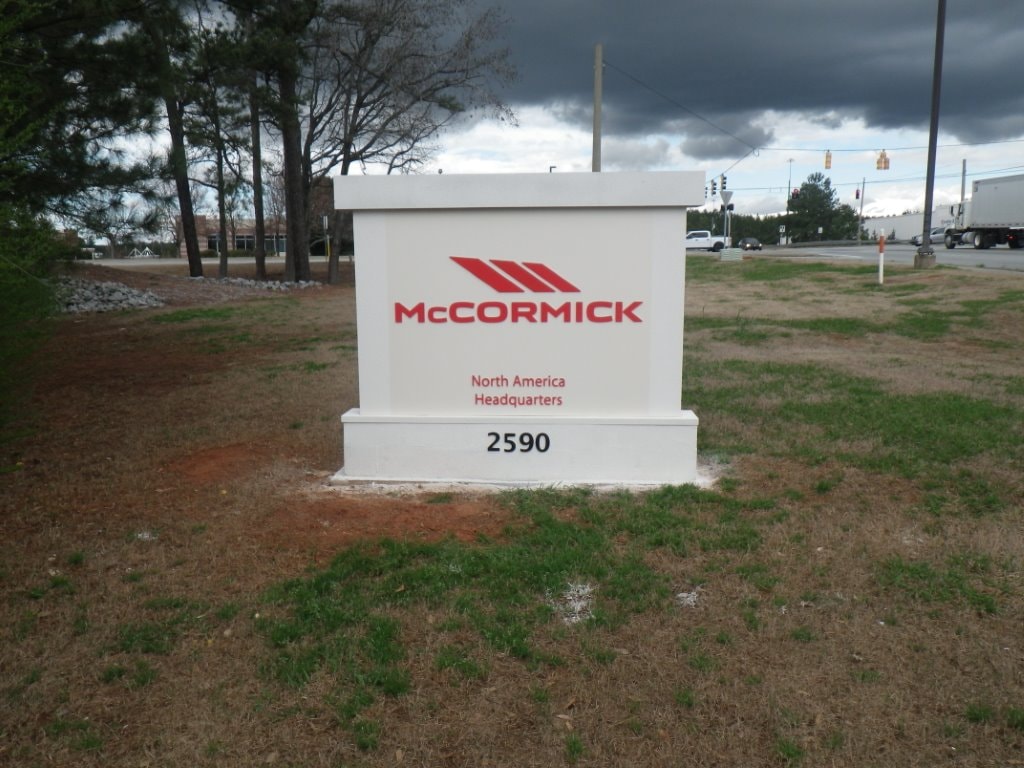 McCORMICK
North America
Headquarters
2590